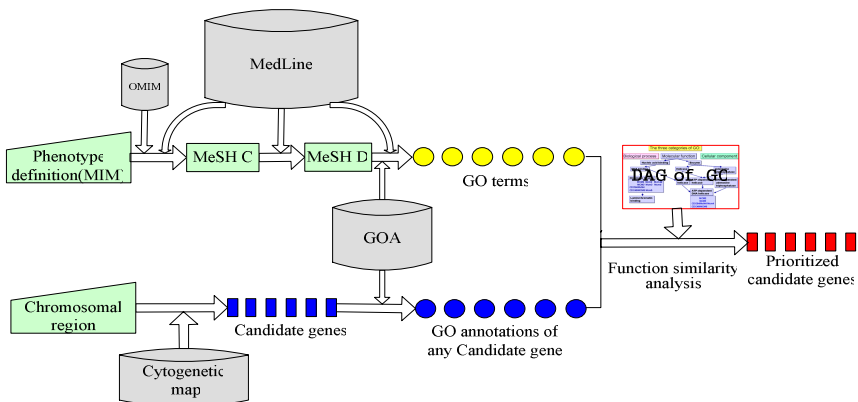 MedLine
OMIM
Phenotype
definition(MIM)
MeSH C
MeSH D
GO terms
The three categories of GO
Biological process
Molecular function
Cellular component
DAG of GC
GOA
Function similarity
analysis
Prioritized
candidate genes
Chromosomal
region
Candidate genes
GO annotations of
any Candidate gene
Cytogenetic
map